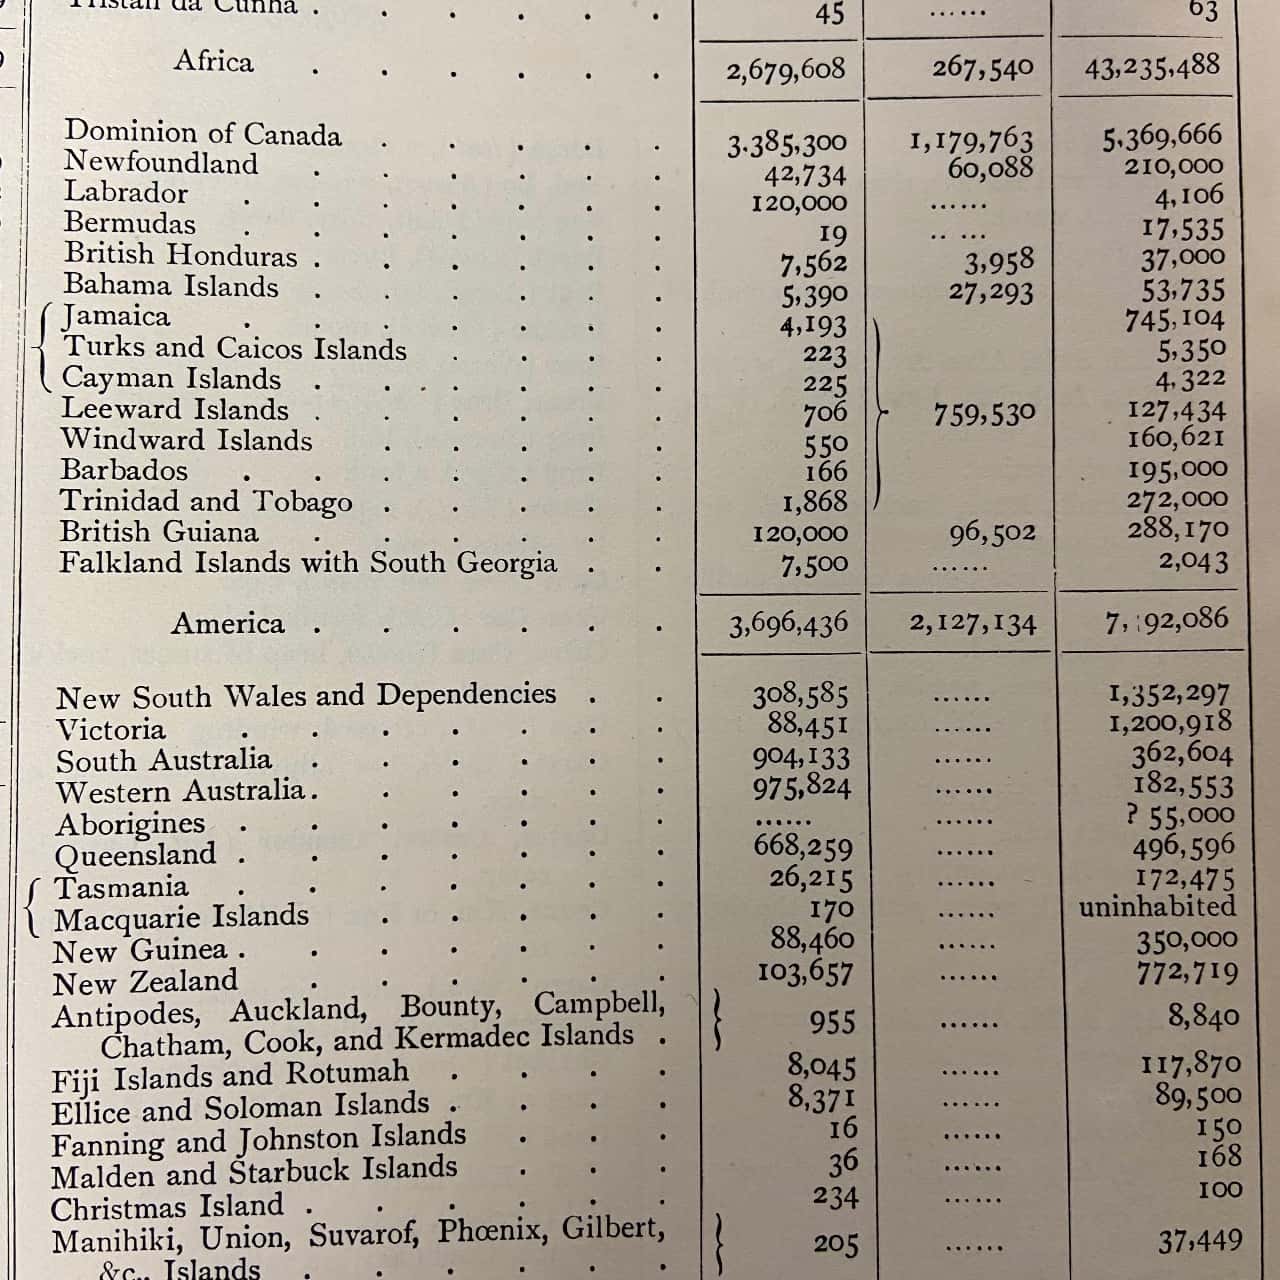 Tristan da Cunha . . . . . . 45 ...... 63
Africa . . . . . . 2,679,608 267,540 43,235,488
Dominion of Canada . . . . . 3.385,300 1,179,763 5,369,666
Newfoundland . . . . . . 42,734 60,088 210,000
Labrador . . . . . . . 120,000 ...... 4,106
Bermudas . . . . . . . 19 .. ... 17,535
British Honduras . . . . . . 7,562 3,958 37,000
Bahama Islands . . . . . . 5,390 27,293 53,735
{ Jamaica . . . . . . . 4,193 } 745,104
Turks and Caicos Islands . . . . 223 5,350
Cayman Islands . . . . . . 225 4,322
Leeward Islands . . . . . . 706 759,530 127,434
Windward Islands . . . . . 550 160,621
Barbados . . . . . . . 166 195,000
Trinidad and Tobago . . . . . 1,868 272,000
British Guiana . . . . . . 120,000 96,502 288,170
Falkland Islands with South Georgia . . 7,500 ...... 2,043
America . . . . . . 3,696,436 2,127,134 7, 92,086
New South Wales and Dependencies . . 308,585 ...... 1,352,297
Victoria . . . . . . . 88,451 ...... 1,200,918
South Australia . . . . . . 904,133 ...... 362,604
Western Australia . . . . . . 975,824 ...... 182,553
Aborigines . . . . . . . ...... ...... ? 55,000
Queensland . . . . . . . 668,259 ...... 496,596
{ Tasmania . . . . . . . 26,215 ...... 172,475
Macquarie Islands . . . . . 170 ...... uninhabited
New Guinea . . . . . . . 88,460 ...... 350,000
New Zealand . . . . . . 103,657 ...... 772,719
Antipodes, Auckland, Bounty, Campbell,
Chatham, Cook, and Kermadec Islands . } 955 ...... 8,840
Fiji Islands and Rotumah . . . . 8,045 ...... 117,870
Ellice and Soloman Islands . . . . 8,371 ...... 89,500
Fanning and Johnston Islands . . . 16 ...... 150
Malden and Starbuck Islands . . . 36 ...... 168
Christmas Island . . . . . . 234 ...... 100
Manihiki, Union, Suvarof, Phœnix, Gilbert, } 205 ...... 37,449
&c., Islands . . . . . .